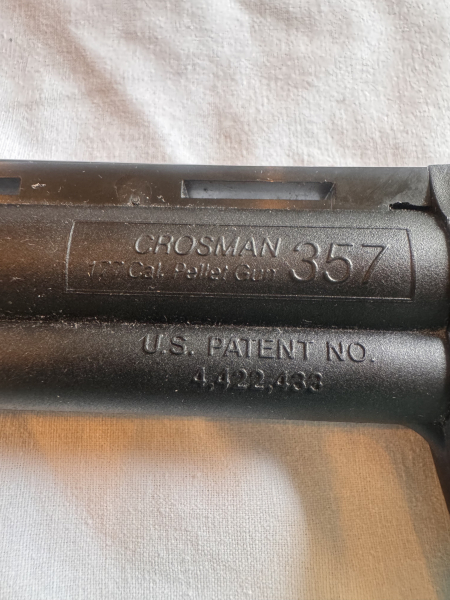 CROSMAN 357
177 Cal. Pellet Gun
U.S. PATENT NO.
4,422,433